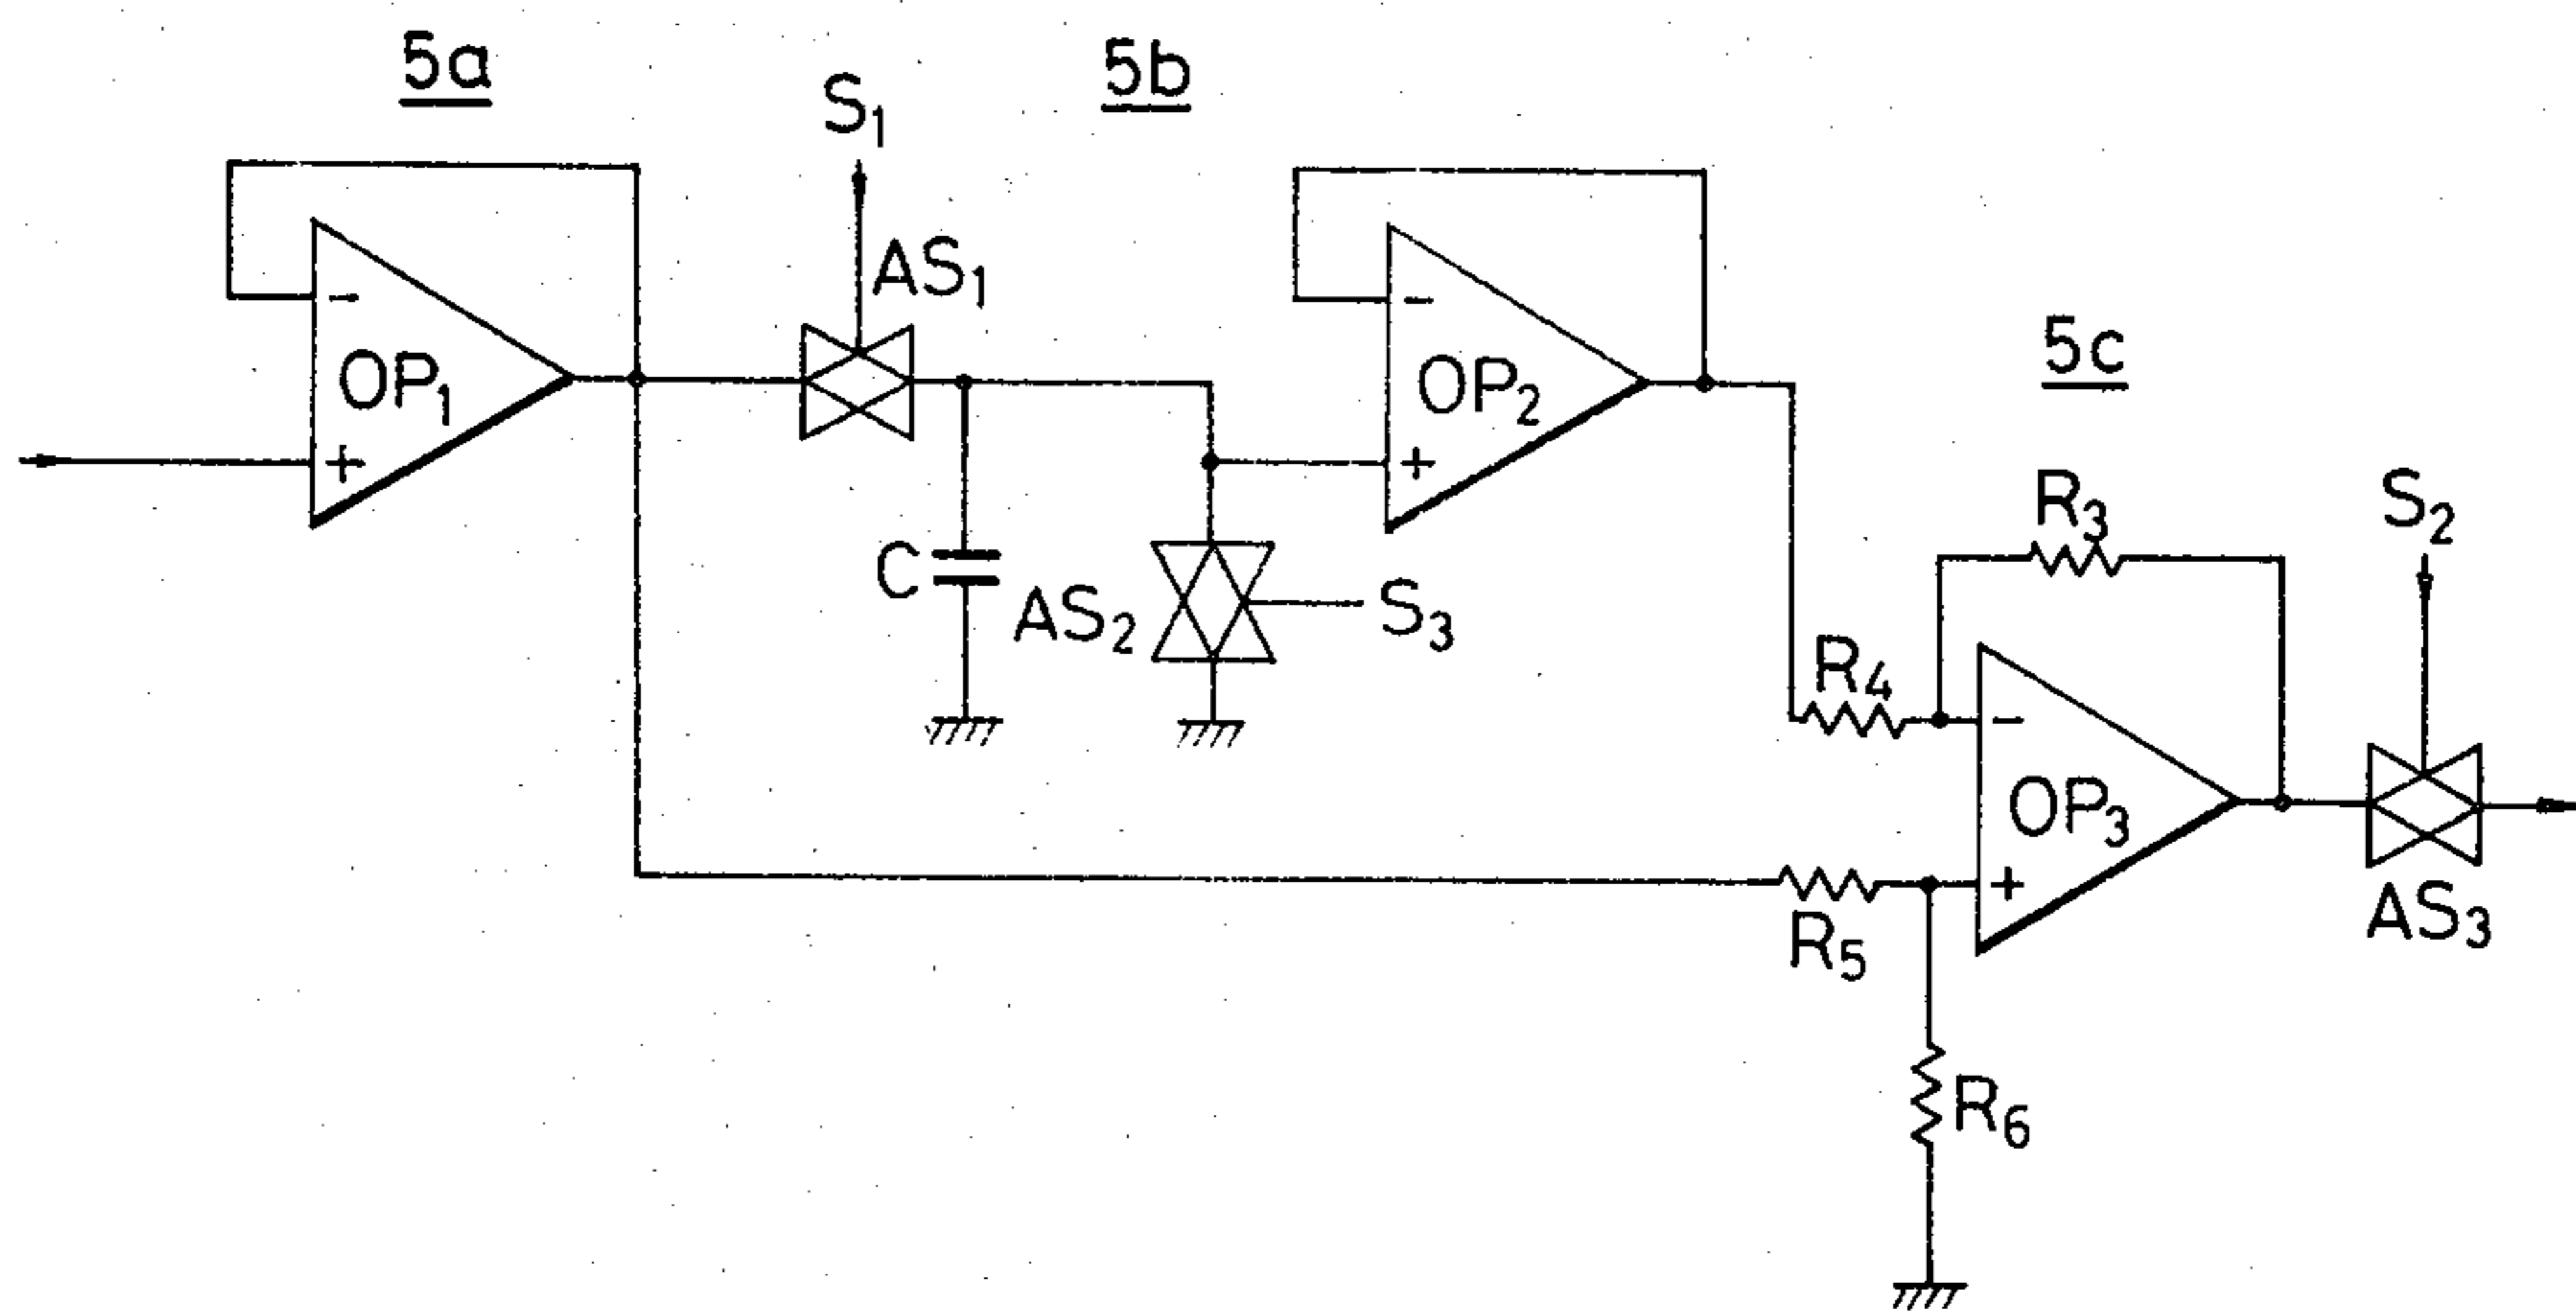 5a
5b
S₁
AS₁
-
OP₁
+
-
OP₂
+
5c
C
AS₂
S₃
R₃
S₂
R₄
-
OP₃
+
AS₃
R₅
R₆